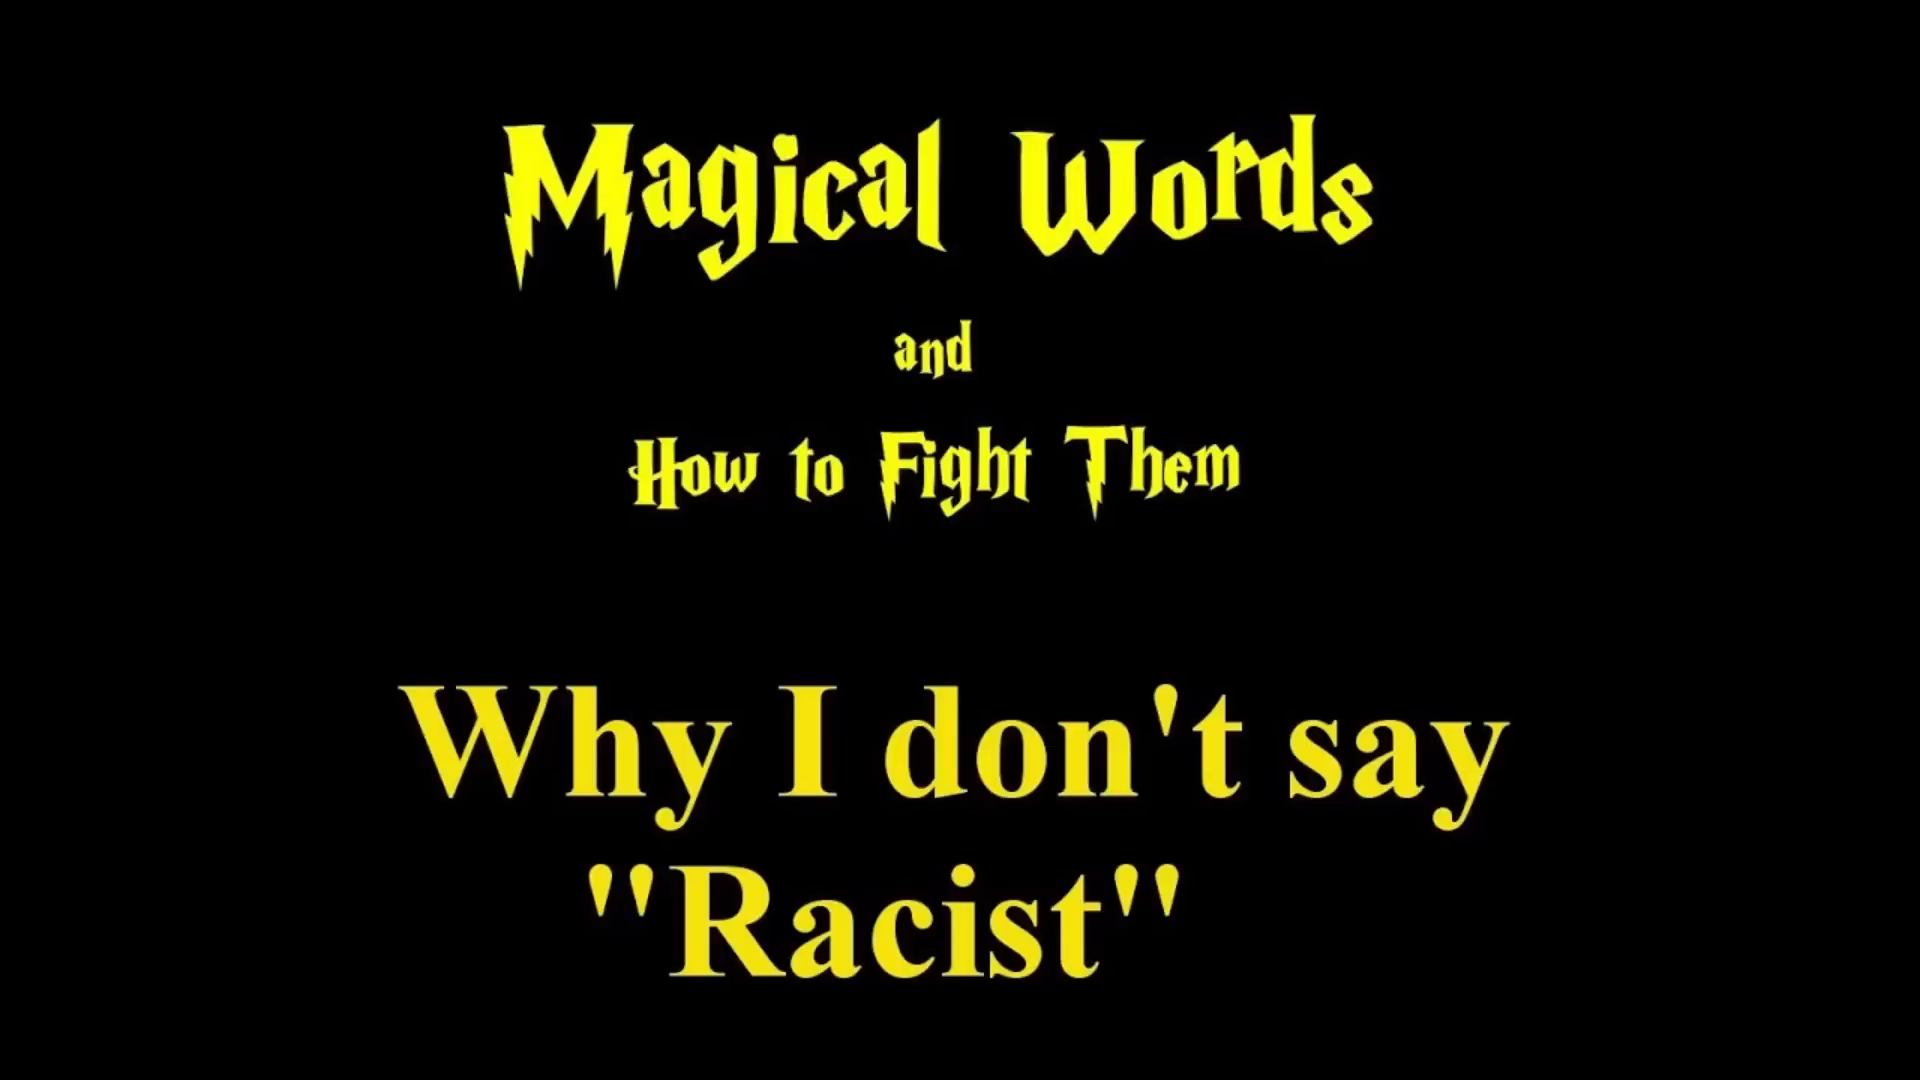 Magical Words
and
How to Fight Them
Why I don't say
"Racist"